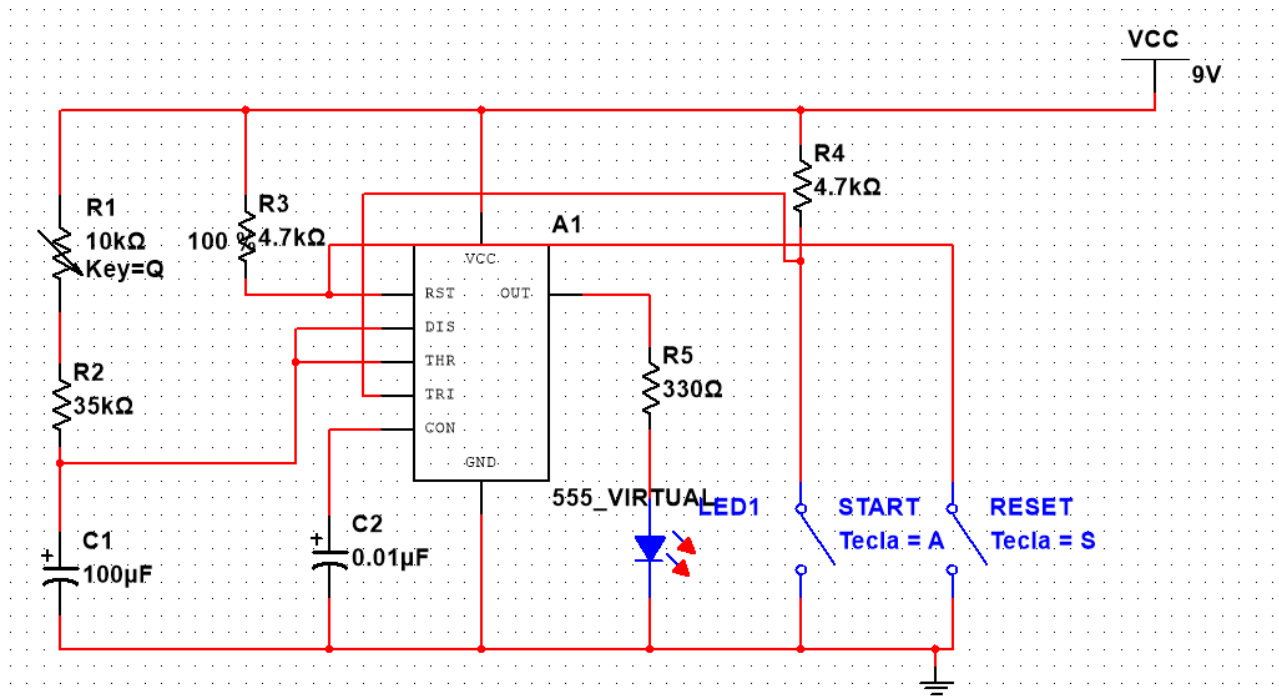 VCC
9V
R4
4.7kΩ
R1
10kΩ
Key=Q
100 %
R3
4.7kΩ
A1
VCC
RST
OUT
DIS
THR
TRI
CON
GND
555_VIRTUAL
R2
35kΩ
R5
330Ω
C1
100µF
C2
0.01µF
LED1
START
Tecla = A
RESET
Tecla = S